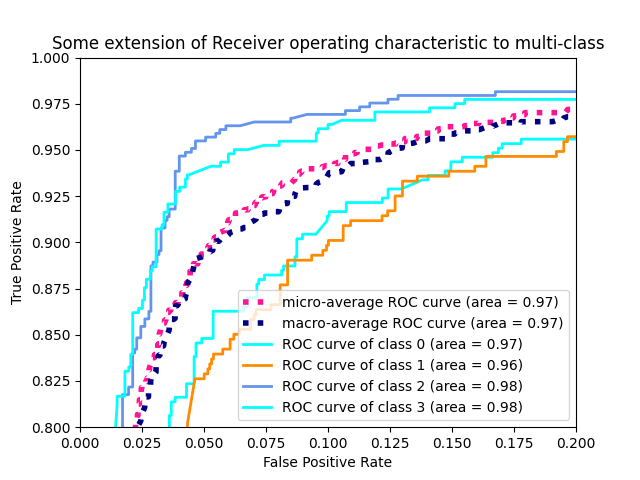 Some extension of Receiver operating characteristic to multi-class
1.000
0.975
0.950
0.925
0.900
0.875
0.850
0.825
0.800
True Positive Rate
micro-average ROC curve (area = 0.97)
macro-average ROC curve (area = 0.97)
ROC curve of class 0 (area = 0.97)
ROC curve of class 1 (area = 0.96)
ROC curve of class 2 (area = 0.98)
ROC curve of class 3 (area = 0.98)
0.000 0.025 0.050 0.075 0.100 0.125 0.150 0.175 0.200
False Positive Rate